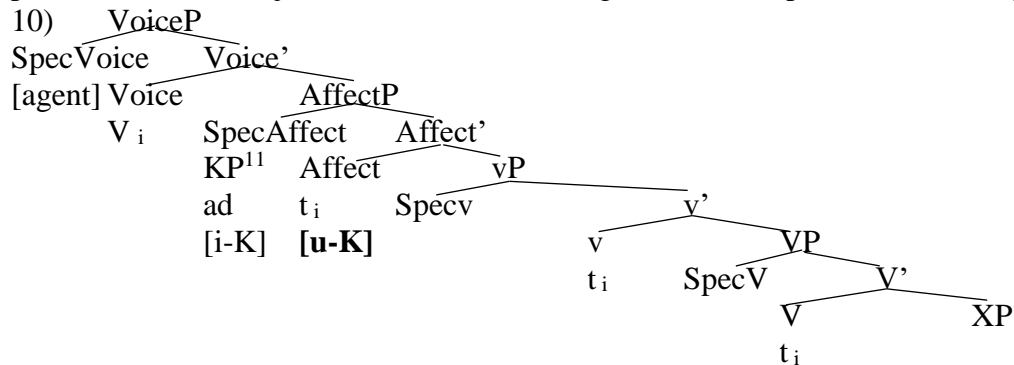 10) VoiceP
SpecVoice Voice’
[agent] Voice AffectP
V i SpecAffect Affect’
KP11 Affect vP
ad t i Specv v’
[i-K] [u-K] v VP
t i SpecV V’
V XP
t i